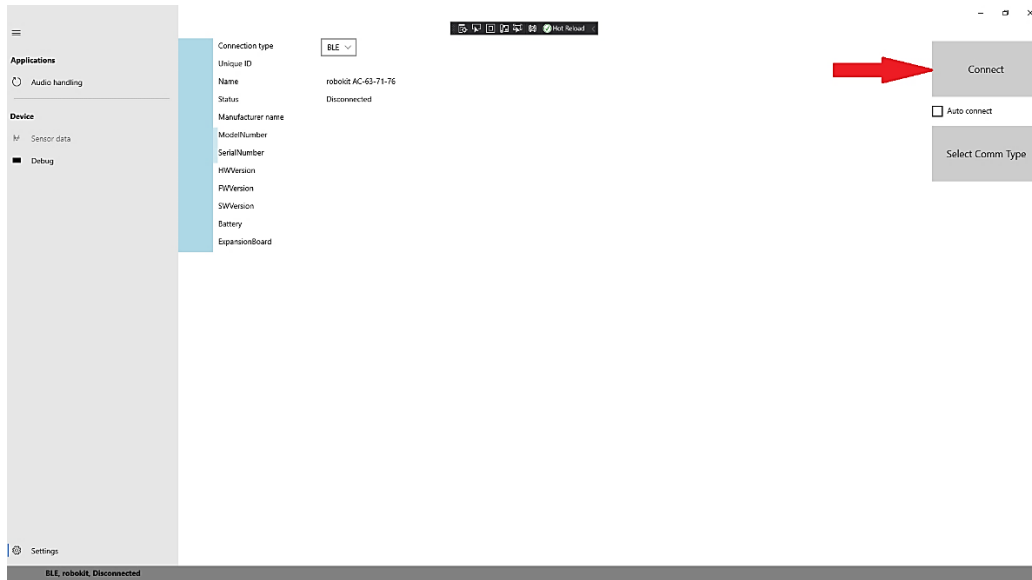 Hot Reload
Applications
Audio handling
Device
Sensor data
Debug
Settings
Connection type BLE
Unique ID
Name robokit AC-63-71-76
Status Disconnected
Manufacturer name
ModelNumber
SerialNumber
HWVersion
FWVersion
SWVersion
Battery
ExpansionBoard
Connect
Auto connect
Select Comm Type
BLE, robokit, Disconnected